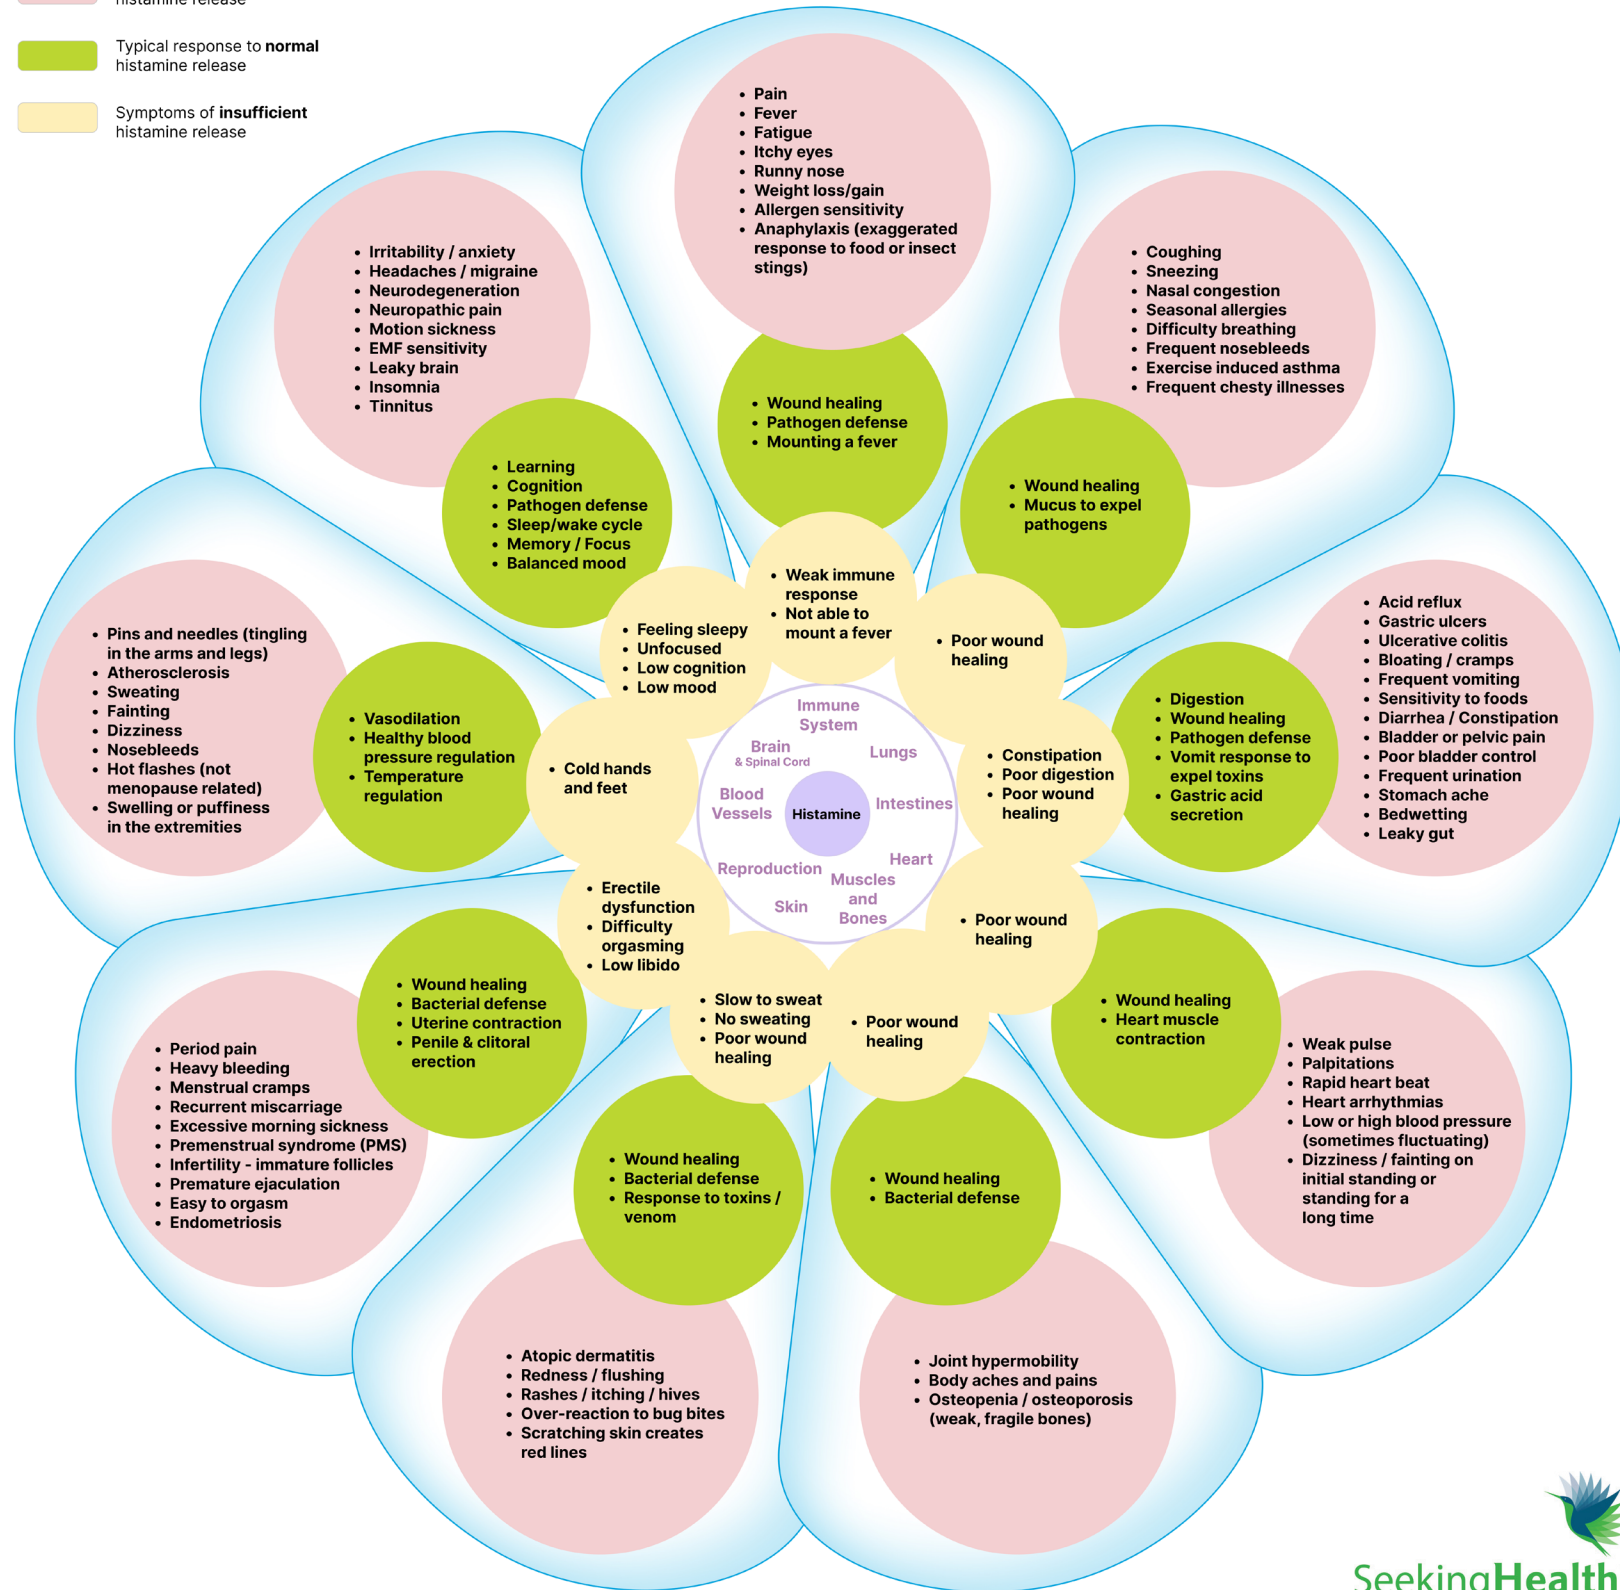 histamine release
Typical response to normal
histamine release
Symptoms of insufficient
histamine release
• Pain
• Fever
• Fatigue
• Itchy eyes
• Runny nose
• Weight loss/gain
• Allergen sensitivity
• Anaphylaxis (exaggerated
response to food or insect
stings)
• Wound healing
• Pathogen defense
• Mounting a fever
• Weak immune
response
• Not able to
mount a fever
• Coughing
• Sneezing
• Nasal congestion
• Seasonal allergies
• Difficulty breathing
• Frequent nosebleeds
• Exercise induced asthma
• Frequent chesty illnesses
• Wound healing
• Mucus to expel
pathogens
• Poor wound
healing
• Acid reflux
• Gastric ulcers
• Ulcerative colitis
• Bloating / cramps
• Frequent vomiting
• Sensitivity to foods
• Diarrhea / Constipation
• Bladder or pelvic pain
• Poor bladder control
• Frequent urination
• Stomach ache
• Bedwetting
• Leaky gut
• Digestion
• Wound healing
• Pathogen defense
• Vomit response to
expel toxins
• Gastric acid
secretion
• Constipation
• Poor digestion
• Poor wound
healing
• Weak pulse
• Palpitations
• Rapid heart beat
• Heart arrhythmias
• Low or high blood pressure
(sometimes fluctuating)
• Dizziness / fainting on
initial standing or
standing for a
long time
• Wound healing
• Heart muscle
contraction
• Poor wound
healing
• Joint hypermobility
• Body aches and pains
• Osteopenia / osteoporosis
(weak, fragile bones)
• Wound healing
• Bacterial defense
• Poor wound
healing
• Atopic dermatitis
• Redness / flushing
• Rashes / itching / hives
• Over-reaction to bug bites
• Scratching skin creates
red lines
• Wound healing
• Bacterial defense
• Response to toxins /
venom
• Slow to sweat
• No sweating
• Poor wound
healing
• Period pain
• Heavy bleeding
• Menstrual cramps
• Recurrent miscarriage
• Excessive morning sickness
• Premenstrual syndrome (PMS)
• Infertility - immature follicles
• Premature ejaculation
• Easy to orgasm
• Endometriosis
• Wound healing
• Bacterial defense
• Uterine contraction
• Penile & clitoral
erection
• Erectile
dysfunction
• Difficulty
orgasming
• Low libido
• Pins and needles (tingling
in the arms and legs)
• Atherosclerosis
• Sweating
• Fainting
• Dizziness
• Nosebleeds
• Hot flashes (not
menopause related)
• Swelling or puffiness
in the extremities
• Vasodilation
• Healthy blood
pressure regulation
• Temperature
regulation
• Cold hands
and feet
• Irritability / anxiety
• Headaches / migraine
• Neurodegeneration
• Neuropathic pain
• Motion sickness
• EMF sensitivity
• Leaky brain
• Insomnia
• Tinnitus
• Learning
• Cognition
• Pathogen defense
• Sleep/wake cycle
• Memory / Focus
• Balanced mood
• Feeling sleepy
• Unfocused
• Low cognition
• Low mood
Immune
System
Lungs
Intestines
Heart
Muscles
and
Bones
Skin
Reproduction
Blood
Vessels
Brain
& Spinal Cord
Histamine
SeekingHealth